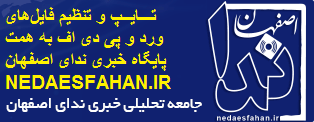 تـــایـــپ و تنظیم فایل‌های
ورد و پی دی اف به همت
پایگاه خبری ندای اصفهان
NEDAESFAHAN.IR
جامعه تحلیلی خبری ندای اصفهان
اصفهان
ندا
nedaesfahan.ir